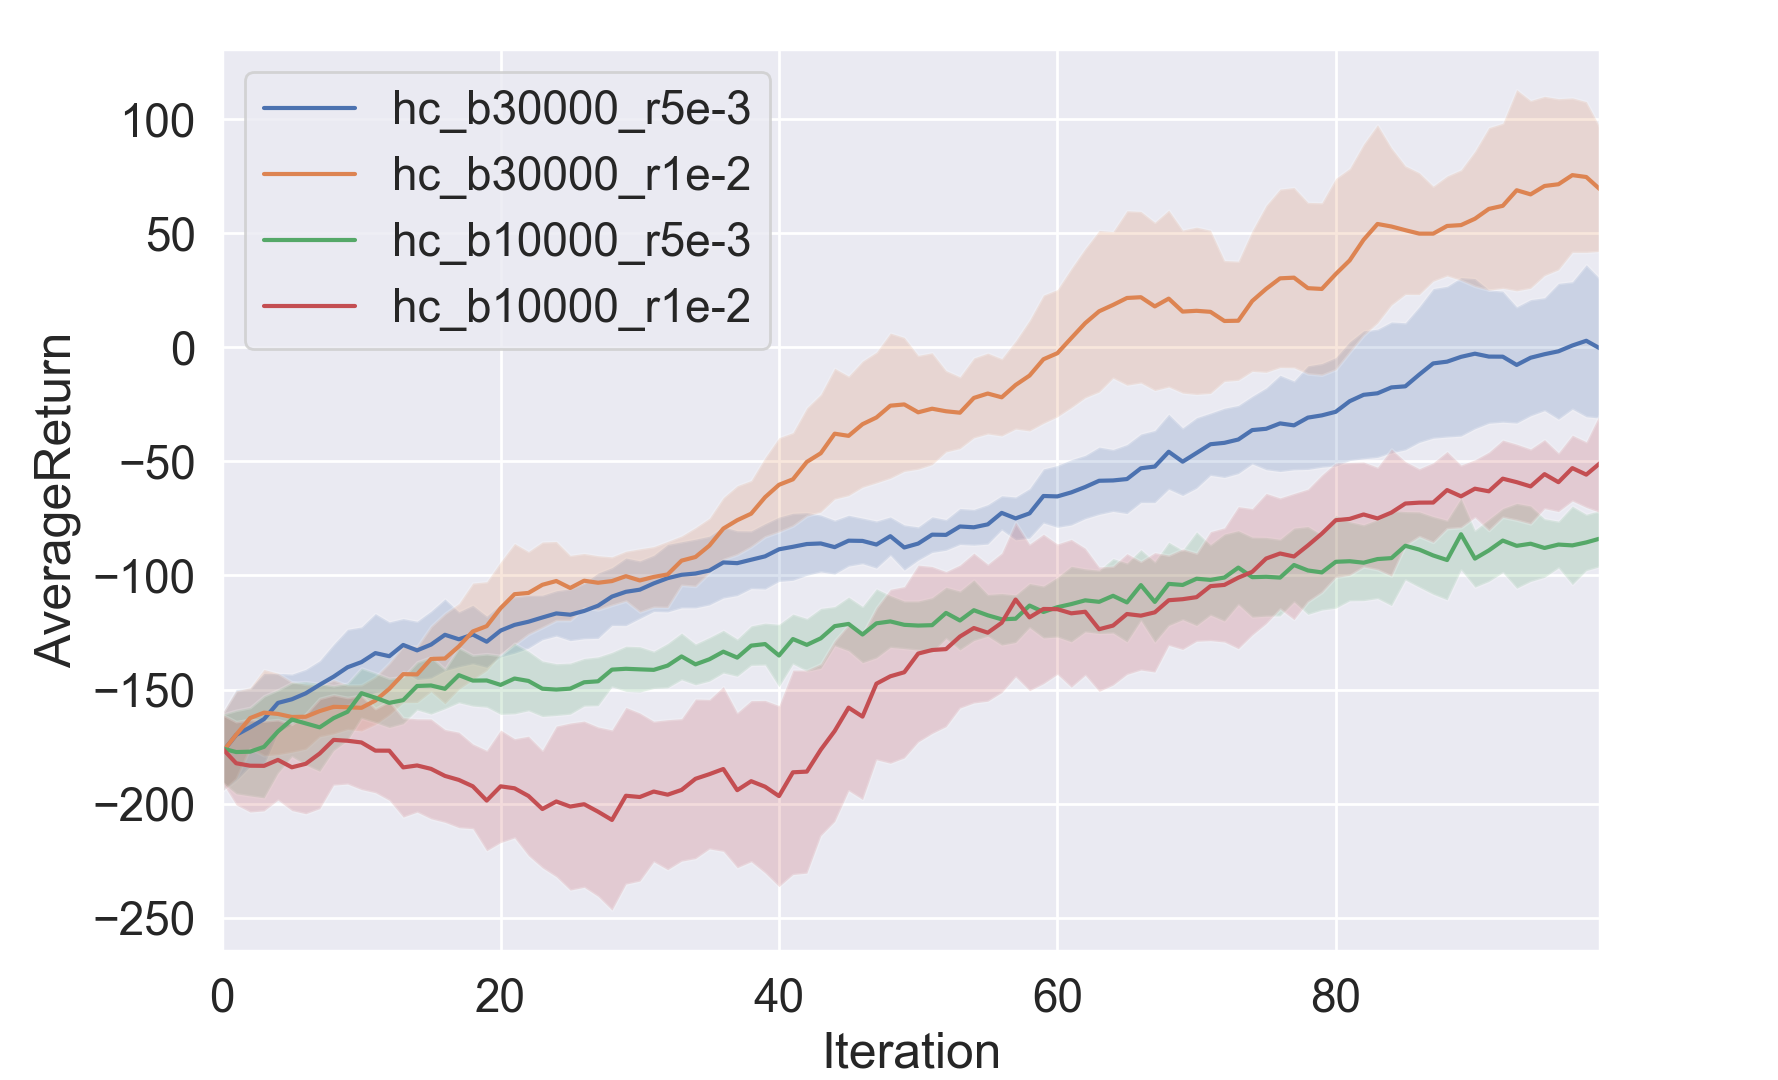 hc_b30000_r5e-3
hc_b30000_r1e-2
hc_b10000_r5e-3
hc_b10000_r1e-2
100
50
0
−50
−100
−150
−200
−250
AverageReturn
0 20 40 60 80
Iteration